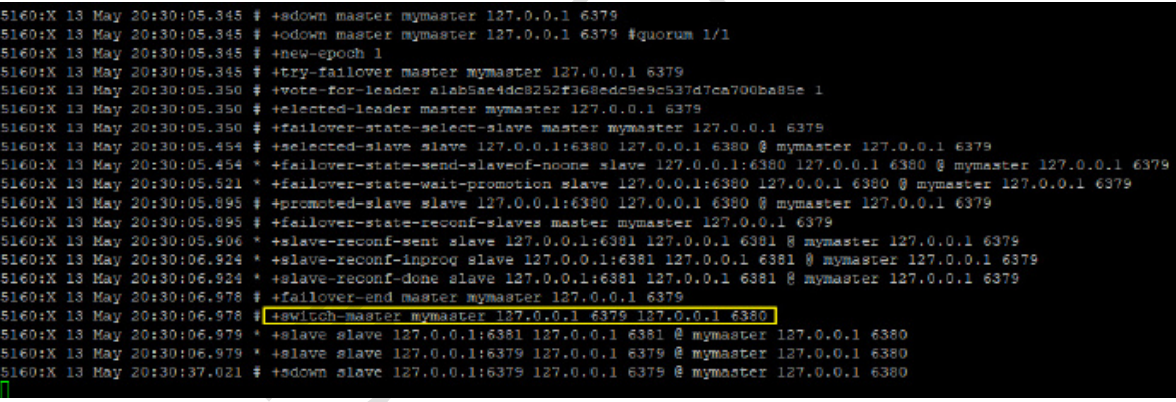 5160:X 13 May 20:30:05.345 # +sdown master mymaster 127.0.0.1 6379
5160:X 13 May 20:30:05.345 # +odown master mymaster 127.0.0.1 6379 #quorum 1/1
5160:X 13 May 20:30:05.345 # +new-epoch 1
5160:X 13 May 20:30:05.345 # +try-failover master mymaster 127.0.0.1 6379
5160:X 13 May 20:30:05.350 # +vote-for-leader a1ab5ae4dc8252f368edc9e9c537d7ca700ba85e 1
5160:X 13 May 20:30:05.350 # +elected-leader master mymaster 127.0.0.1 6379
5160:X 13 May 20:30:05.350 # +failover-state-select-slave master mymaster 127.0.0.1 6379
5160:X 13 May 20:30:05.454 # +selected-slave slave 127.0.0.1:6380 127.0.0.1 6380 @ mymaster 127.0.0.1 6379
5160:X 13 May 20:30:05.454 * +failover-state-send-slaveof-noone slave 127.0.0.1:6380 127.0.0.1 6380 @ mymaster 127.0.0.1 6379
5160:X 13 May 20:30:05.521 * +failover-state-wait-promotion slave 127.0.0.1:6380 127.0.0.1 6380 @ mymaster 127.0.0.1 6379
5160:X 13 May 20:30:05.895 # +promoted-slave slave 127.0.0.1:6380 127.0.0.1 6380 @ mymaster 127.0.0.1 6379
5160:X 13 May 20:30:05.895 # +failover-state-reconf-slaves master mymaster 127.0.0.1 6379
5160:X 13 May 20:30:05.906 * +slave-reconf-sent slave 127.0.0.1:6381 127.0.0.1 6381 @ mymaster 127.0.0.1 6379
5160:X 13 May 20:30:06.924 * +slave-reconf-inprog slave 127.0.0.1:6381 127.0.0.1 6381 @ mymaster 127.0.0.1 6379
5160:X 13 May 20:30:06.924 * +slave-reconf-done slave 127.0.0.1:6381 127.0.0.1 6381 @ mymaster 127.0.0.1 6379
5160:X 13 May 20:30:06.978 # +failover-end master mymaster 127.0.0.1 6379
5160:X 13 May 20:30:06.978 # +switch-master mymaster 127.0.0.1 6379 127.0.0.1 6380
5160:X 13 May 20:30:06.979 * +slave slave 127.0.0.1:6381 127.0.0.1 6381 @ mymaster 127.0.0.1 6380
5160:X 13 May 20:30:06.979 * +slave slave 127.0.0.1:6379 127.0.0.1 6379 @ mymaster 127.0.0.1 6380
5160:X 13 May 20:30:37.021 # +sdown slave 127.0.0.1:6379 127.0.0.1 6379 @ mymaster 127.0.0.1 6380